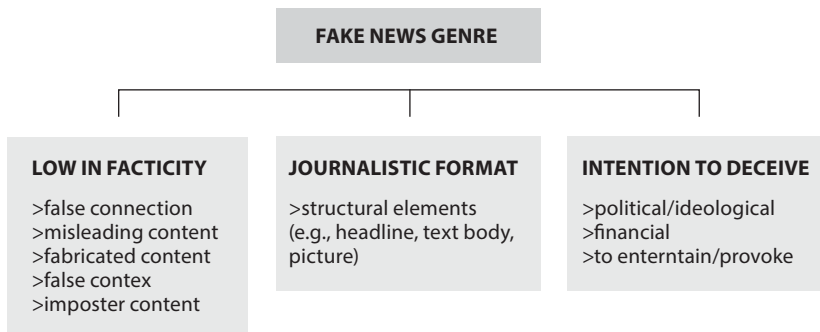 FAKE NEWS GENRE
LOW IN FACTICITY
>false connection
>misleading content
>fabricated content
>false contex
>imposter content
JOURNALISTIC FORMAT
>structural elements
(e.g., headline, text body,
picture)
INTENTION TO DECEIVE
>political/ideological
>financial
>to enterntain/provoke